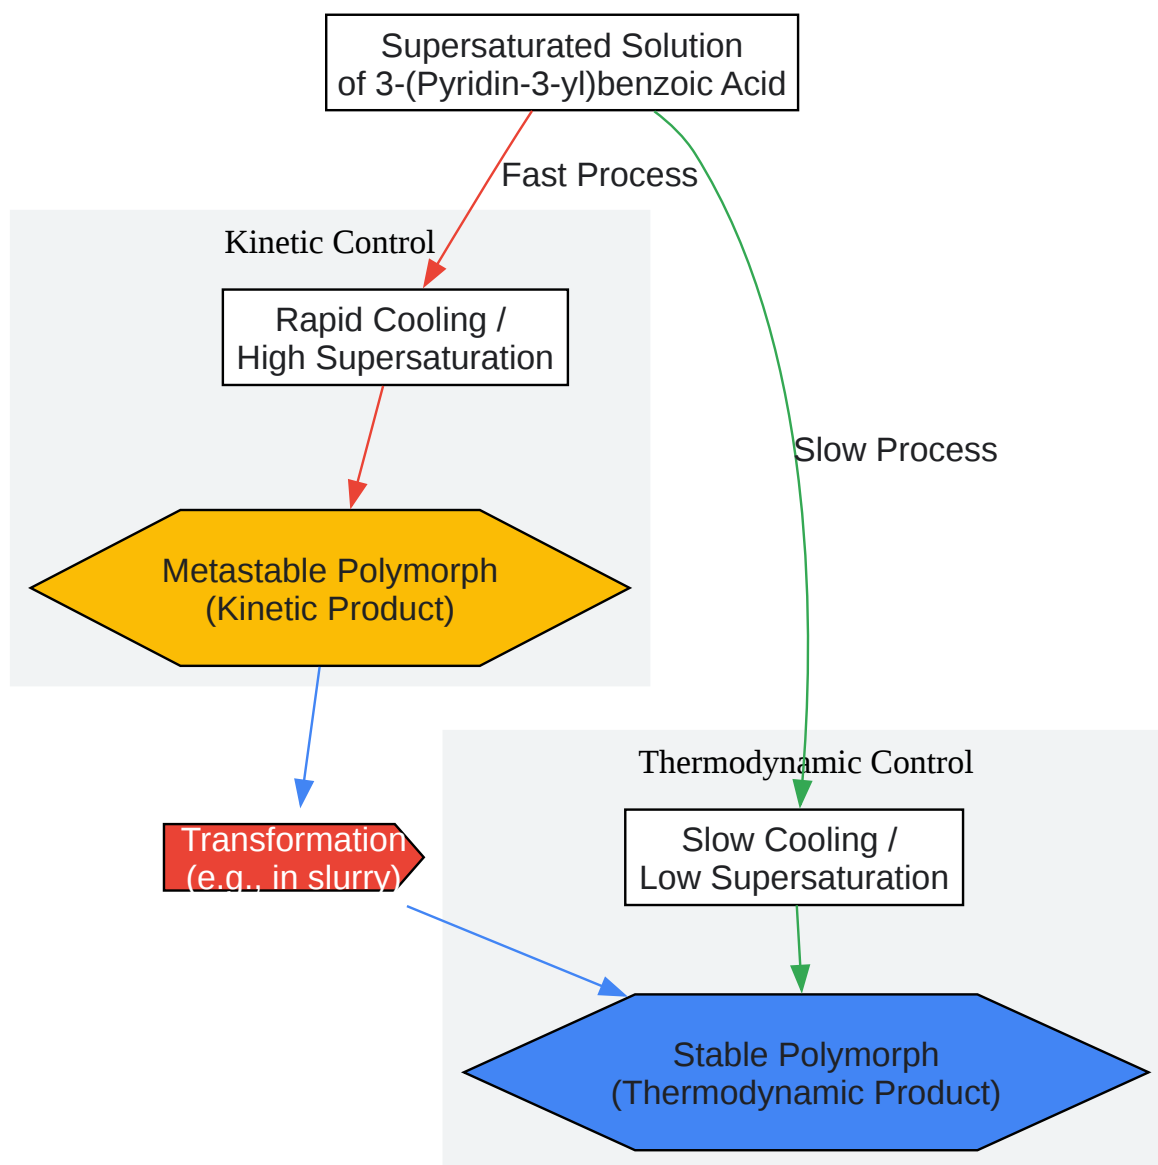 Supersaturated Solution
of 3-(Pyridin-3-yl)benzoic Acid
Fast Process
Kinetic Control
Rapid Cooling /
High Supersaturation
Slow Process
Metastable Polymorph
(Kinetic Product)
Thermodynamic Control
Transformation
(e.g., in slurry)
Slow Cooling /
Low Supersaturation
Stable Polymorph
(Thermodynamic Product)